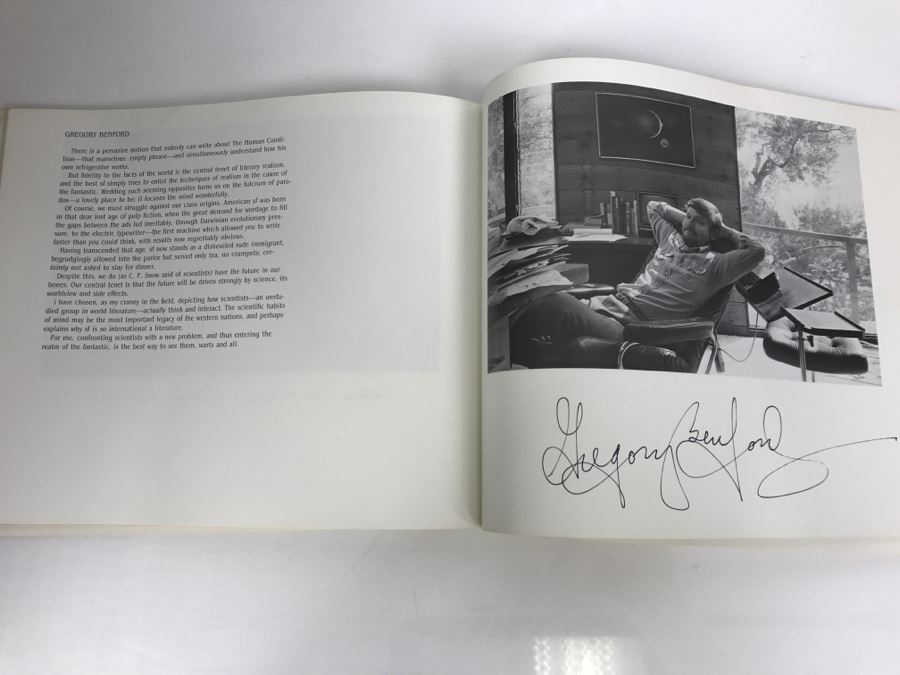 GREGORY BENFORD
There is a pervasive notion that nobody can write about The Human Condi-
tion—that marvelous, empty phrase—and simultaneously understand how his
own refrigerator works.
But fidelity to the facts of the world is the central tenet of literary realism,
and the best sf simply tries to enlist the techniques of realism in the cause of
the fantastic. Wedding such seeming opposites turns us on the fulcrum of para-
dox—a lovely place to be; it focuses the mind wonderfully.
Of course, we must struggle against our class origins. American sf was born
in that dear lost age of pulp fiction, when the great demand for wordage to fill
the gaps between the ads led inevitably, through Darwinian evolutionary pres-
sure, to the electric typewriter—the first machine which allowed you to write
faster than you could think, with results now regrettably obvious.
Having transcended that age, sf now stands as a disheveled rude immigrant,
begrudgingly allowed into the parlor but served only tea, no crumpets; cer-
tainly not asked to stay for dinner.
Despite this, we do (as C. P. Snow said of scientists) have the future in our
bones. Our central tenet is that the future will be driven strongly by science, its
worldview and side effects.
I have chosen, as my cranny in the field, depicting how scientists—an unstu-
died group in world literature—actually think and interact. The scientific habits
of mind may be the most important legacy of the western nations, and perhaps
explains why sf is so international a literature.
For me, confronting scientists with a new problem, and thus entering the
realm of the fantastic, is the best way to see them, warts and all.
Gregory Benford